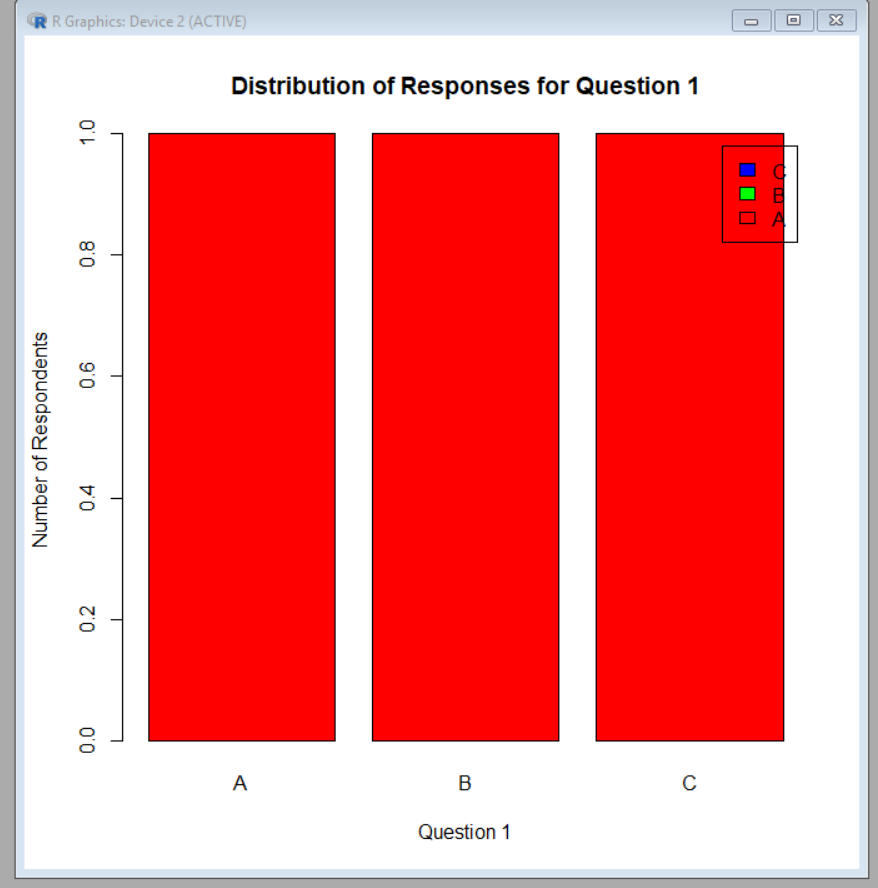 R Graphics: Device 2 (ACTIVE)
Distribution of Responses for Question 1
1.0
0.8
0.6
0.4
0.2
0.0
Number of Respondents
C
B
A
A B C
Question 1